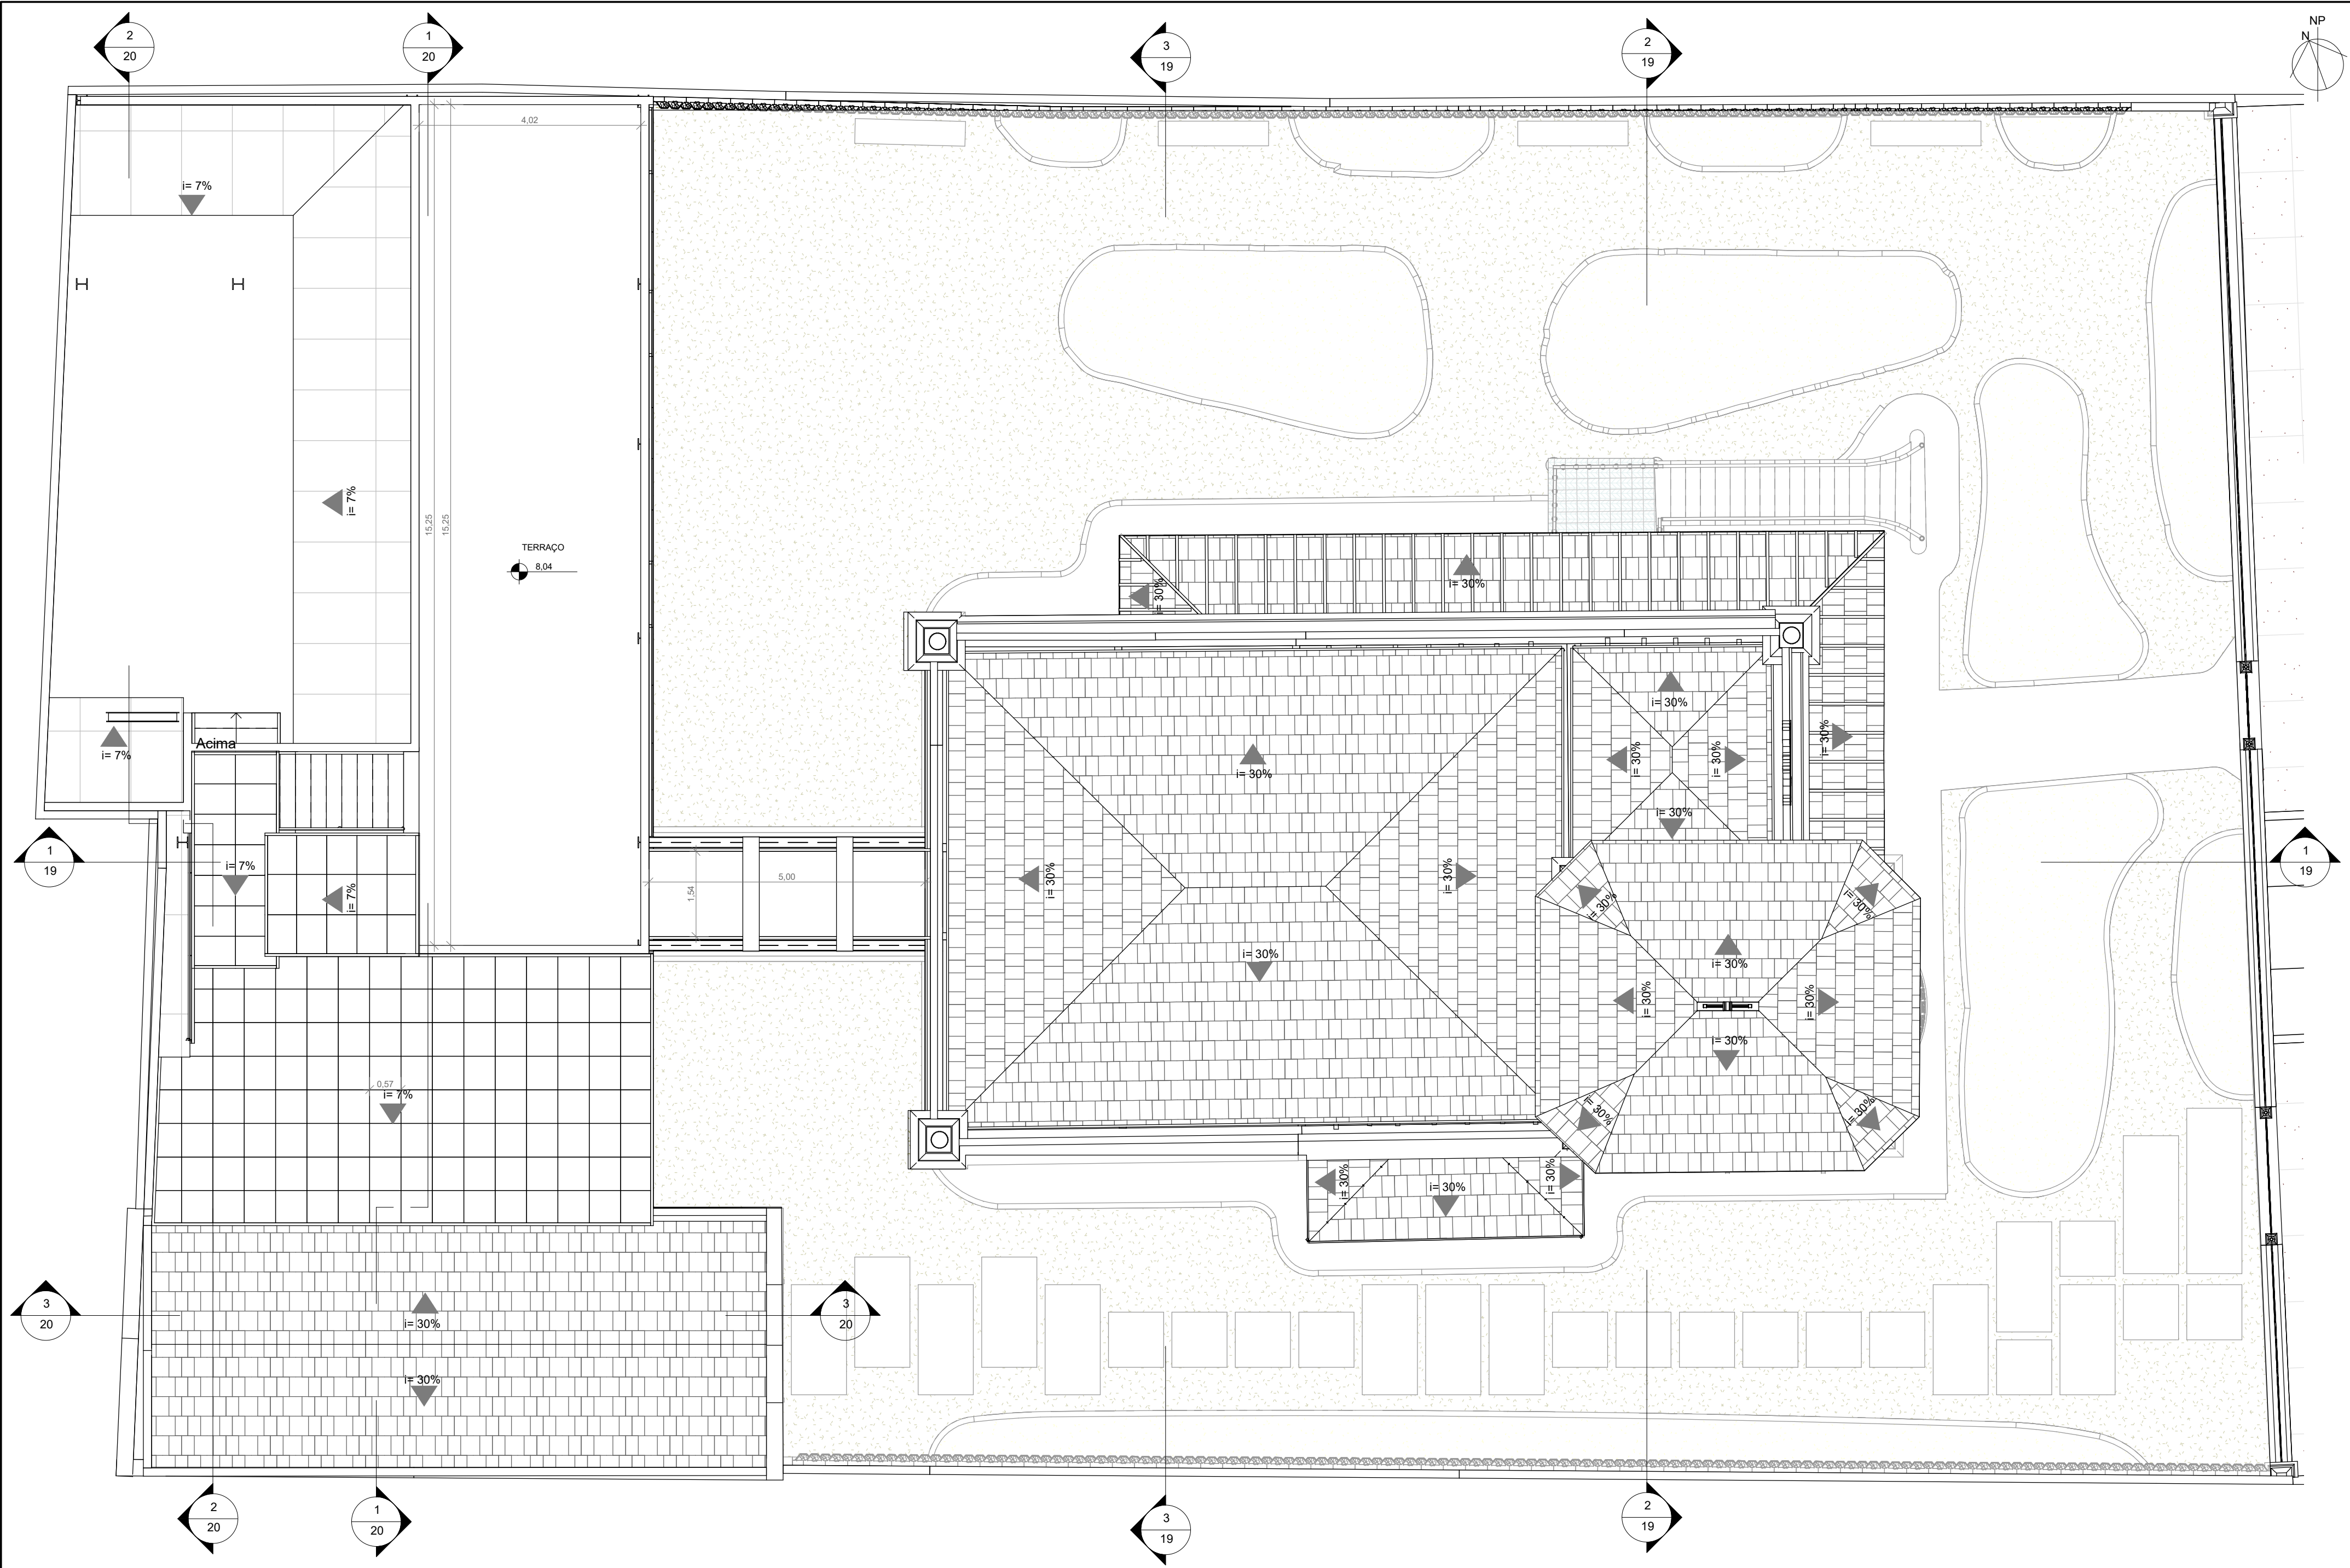 2
20
1
20
3
19
2
19
NP
N
4,02
i= 7%
i= 7%
15,25
15,25
TERRAÇO
8,04
i= 30%
i= 30%
i= 30%
i= 30%
i= 30%
i= 30%
i= 7%
Acima
i= 30%
i= 30%
1
19
i= 7%
i= 7%
1,54
5,00
i= 30%
i= 30%
1
19
i= 30%
i= 30%
i= 30%
i= 30%
i= 30%
i= 30%
i= 30%
0,57
i= 7%
i= 30%
i= 30%
i= 30%
i= 30%
i= 30%
3
20
i= 30%
3
20
i= 30%
2
20
1
20
3
19
2
19